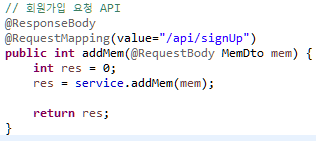 // 회원가입 요청 API
@ResponseBody
@RequestMapping(value="/api/signUp")
public int addMem(@RequestBody MemDto mem) {
    int res = 0;
    res = service.addMem(mem);

    return res;
}